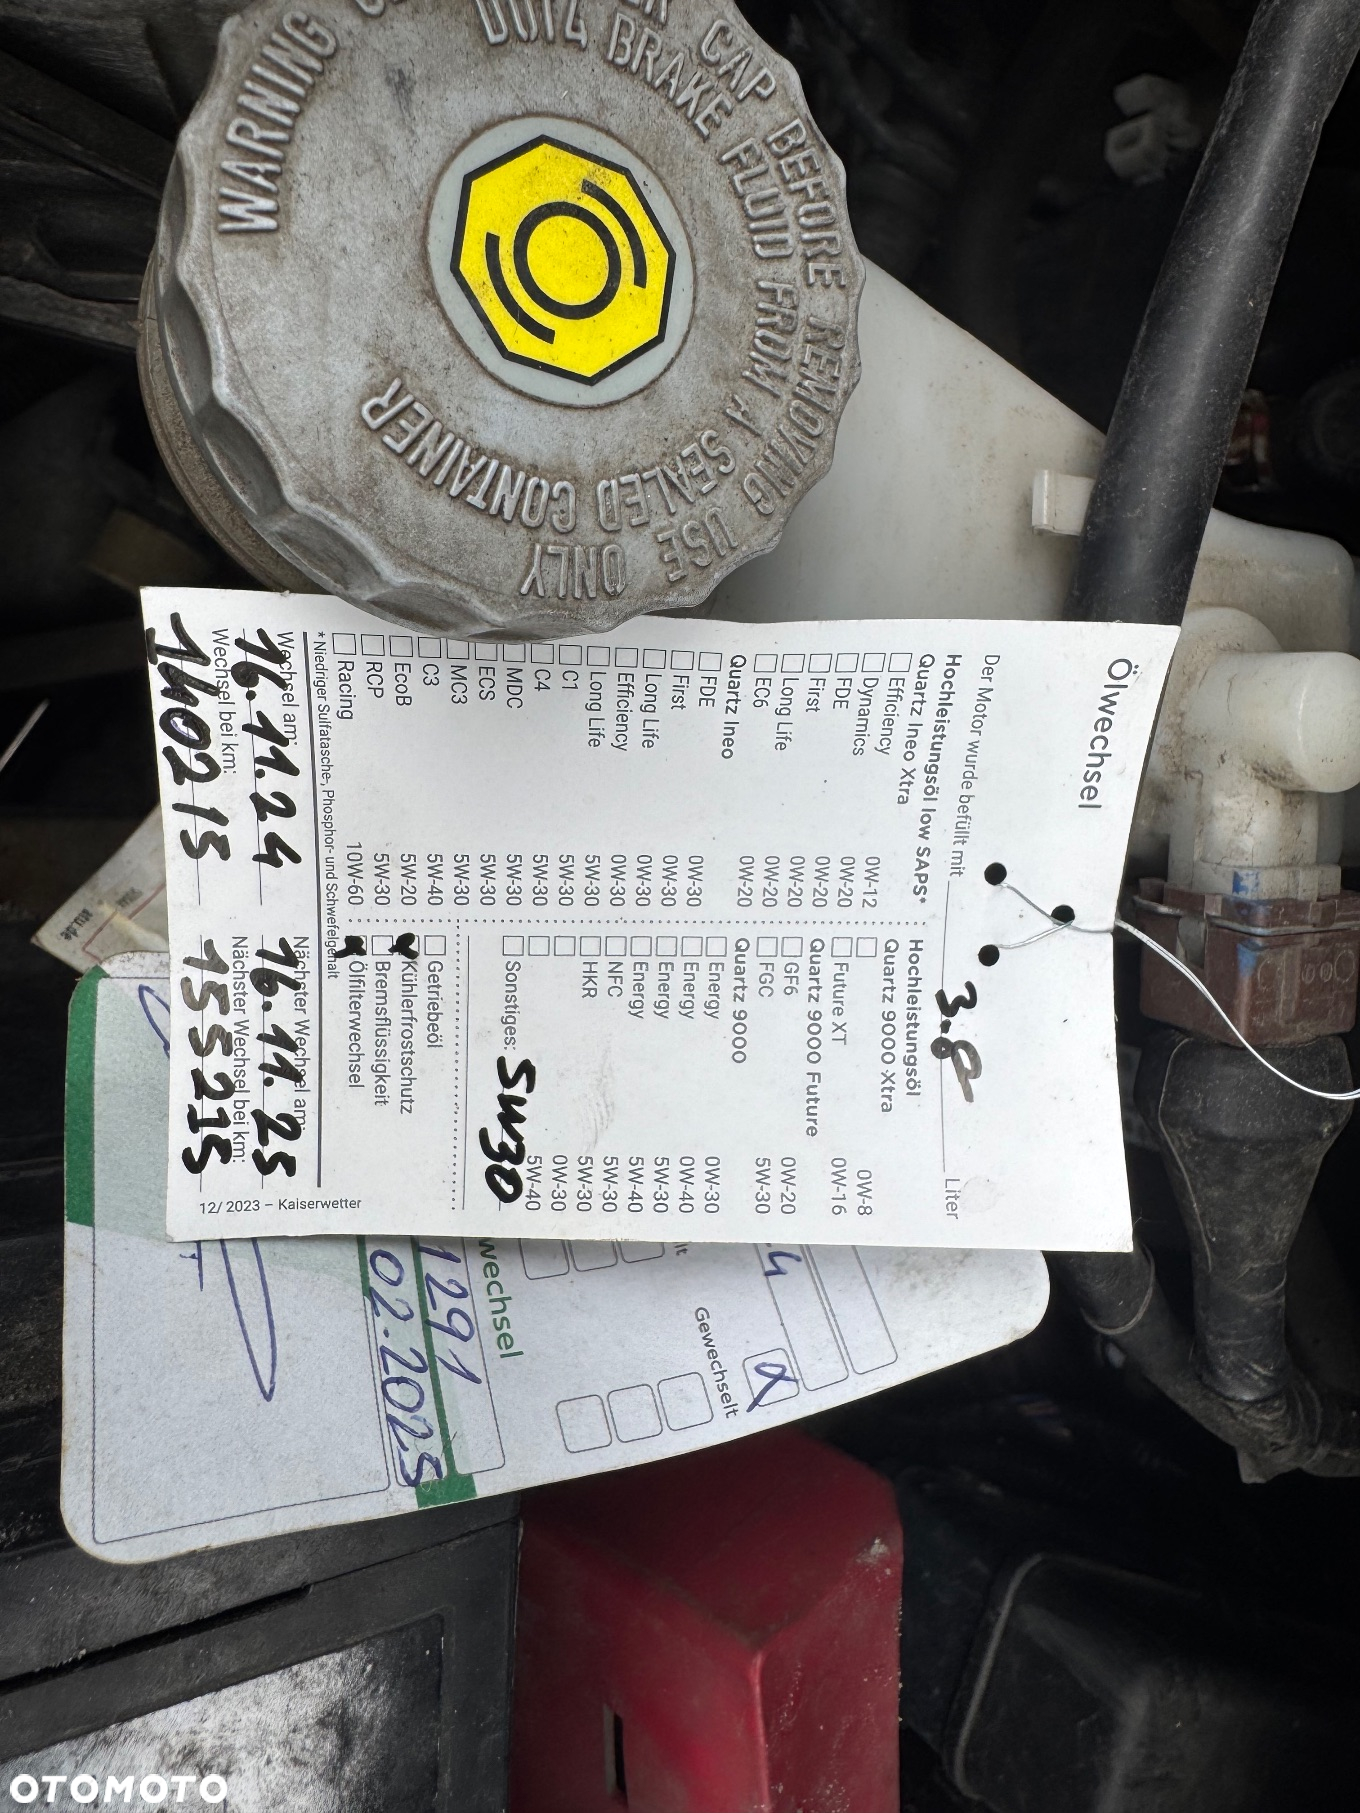 WARNING
CAP BEFORE REMOVING USE ONLY
DOT4 BRAKE FLUID FROM A SEALED CONTAINER
Ölwechsel
Der Motor wurde befüllt mit 3.8 Liter
Hochleistungsöl low SAPS*
Quartz Ineo Xtra
Efficiency 0W-12
Dynamics 0W-20
FDE 0W-20
First 0W-20
Long Life 0W-20
EC6 0W-20
Quartz Ineo
FDE 0W-30
First 0W-30
Long Life 0W-30
Efficiency 0W-30
Long Life 5W-30
C1 5W-30
C4 5W-30
MDC 5W-30
ECS 5W-30
MC3 5W-30
C3 5W-40
EcoB 5W-20
RCP 5W-30
Racing 10W-60
Hochleistungsöl
Quartz 9000 Xtra
0W-8
Future XT 0W-16
Quartz 9000 Future
GF6 0W-20
FGC 5W-30
Quartz 9000
Energy 0W-30
Energy 0W-40
Energy 5W-30
Energy 5W-40
NFC 5W-30
HKR 5W-30
0W-30
5W-40
Sonstiges: 5W30
Getriebeöl
Kühlerfrostschutz
Bremsflüssigkeit
Ölfilterwechsel
* Niedriger Sulfatasche-, Phosphor- und Schwefelgehalt
Wechsel am: Nächster Wechsel am:
16.11.24 16.11.25
Wechsel bei km: Nächster Wechsel bei km:
140215 155215
12/ 2023 – Kaiserwetter
Gewechselt
wechsel
1291
02.2025
OTOMOTO